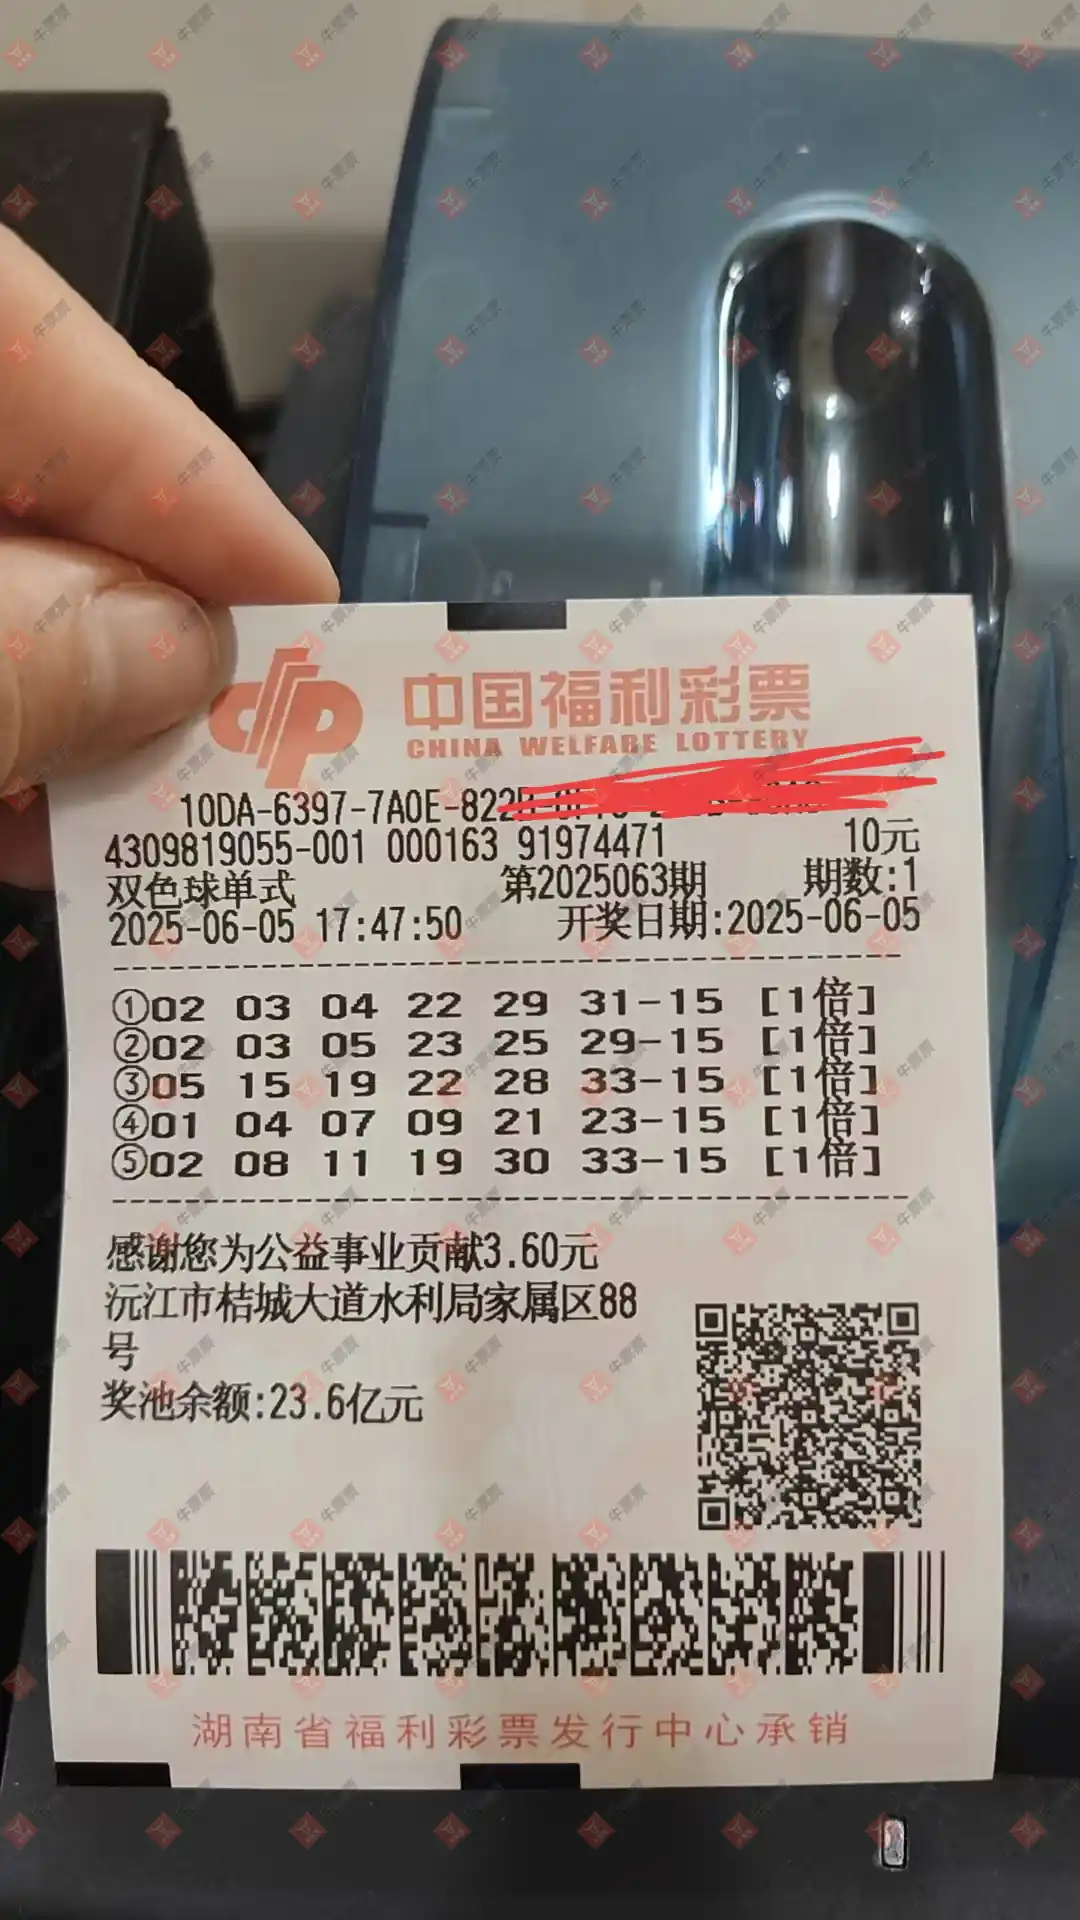 中国福利彩票
CHINA WELFARE LOTTERY
10DA-6397-7A0E-822
4309819055-001 000163 91974471 10元
双色球单式 第2025063期 期数:1
2025-06-05 17:47:50 开奖日期:2025-06-05
①02 03 04 22 29 31-15 [1倍]
②02 03 05 23 25 29-15 [1倍]
③05 15 19 22 28 33-15 [1倍]
④01 04 07 09 21 23-15 [1倍]
⑤02 08 11 19 30 33-15 [1倍]
感谢您为公益事业贡献3.60元
沅江市桔城大道水利局家属区88
号
奖池余额:23.6亿元
湖南省福利彩票发行中心承销
牛票票